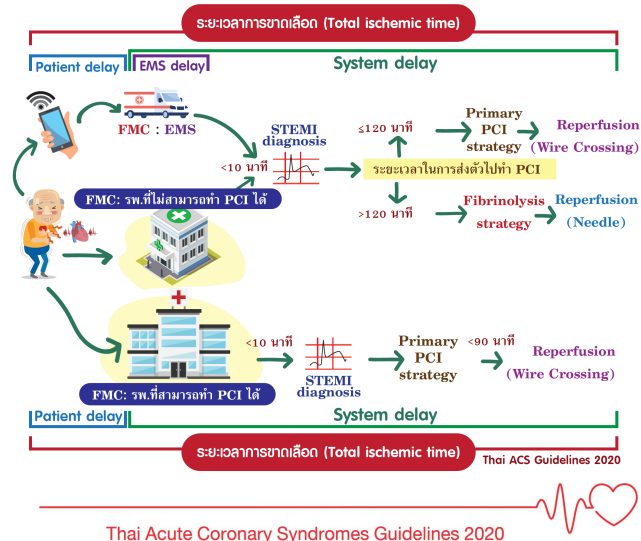 ระยะเวลาการขาดเลือด (Total ischemic time)
Patient delay
EMS delay
System delay
FMC : EMS
STEMI
diagnosis
<10 นาที
≤120 นาที
Primary
PCI
strategy
Reperfusion
(Wire Crossing)
ระยะเวลาในการส่งตัวไปทำ PCI
>120 นาที
Fibrinolysis
strategy
Reperfusion
(Needle)
FMC: รพ.ที่ไม่สามารถทำ PCI ได้
<10 นาที
STEMI
diagnosis
Primary
PCI
strategy
<90 นาที
Reperfusion
(Wire Crossing)
FMC: รพ.ที่สามารถทำ PCI ได้
Patient delay
System delay
ระยะเวลาการขาดเลือด (Total ischemic time)
Thai ACS Guidelines 2020
Thai Acute Coronary Syndromes Guidelines 2020